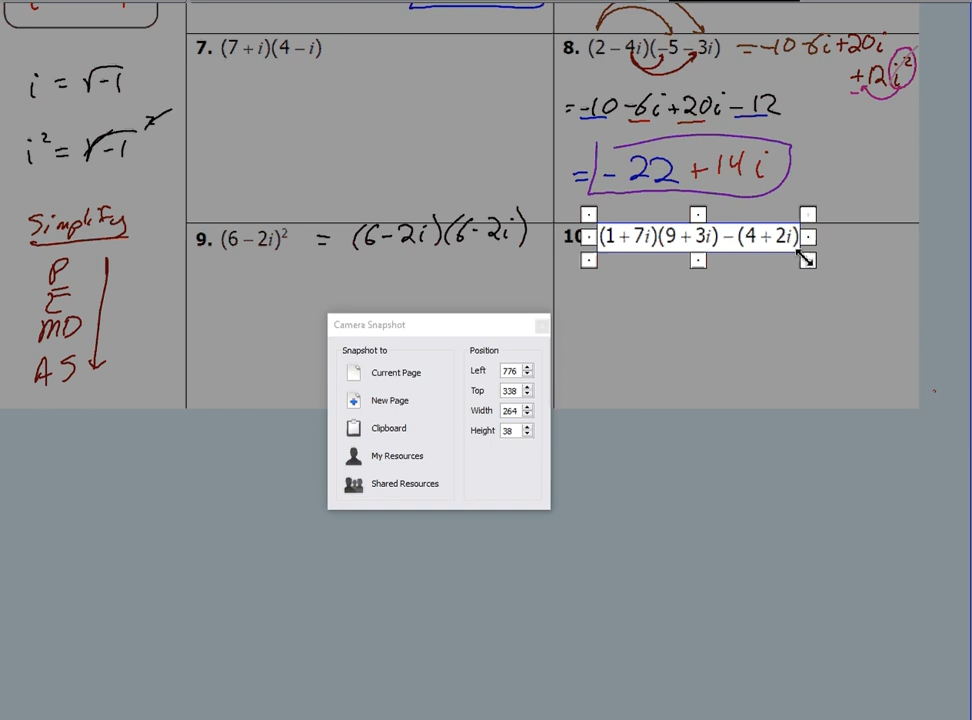 7. (7 + i)(4 − i)
8. (2 − 4i)(−5 − 3i) = −10 − 6i + 20i
+ 12i²
= −10 − 6i + 20i − 12
= −22 + 14i
i = √−1
i² = √−1 ²
Simplify
P
E
MD
AS
9. (6 − 2i)² = (6 − 2i)(6 − 2i)
10 (1 + 7i)(9 + 3i) − (4 + 2i)
Camera Snapshot
Snapshot to
Current Page
New Page
Clipboard
My Resources
Shared Resources
Position
Left 776
Top 338
Width 264
Height 38